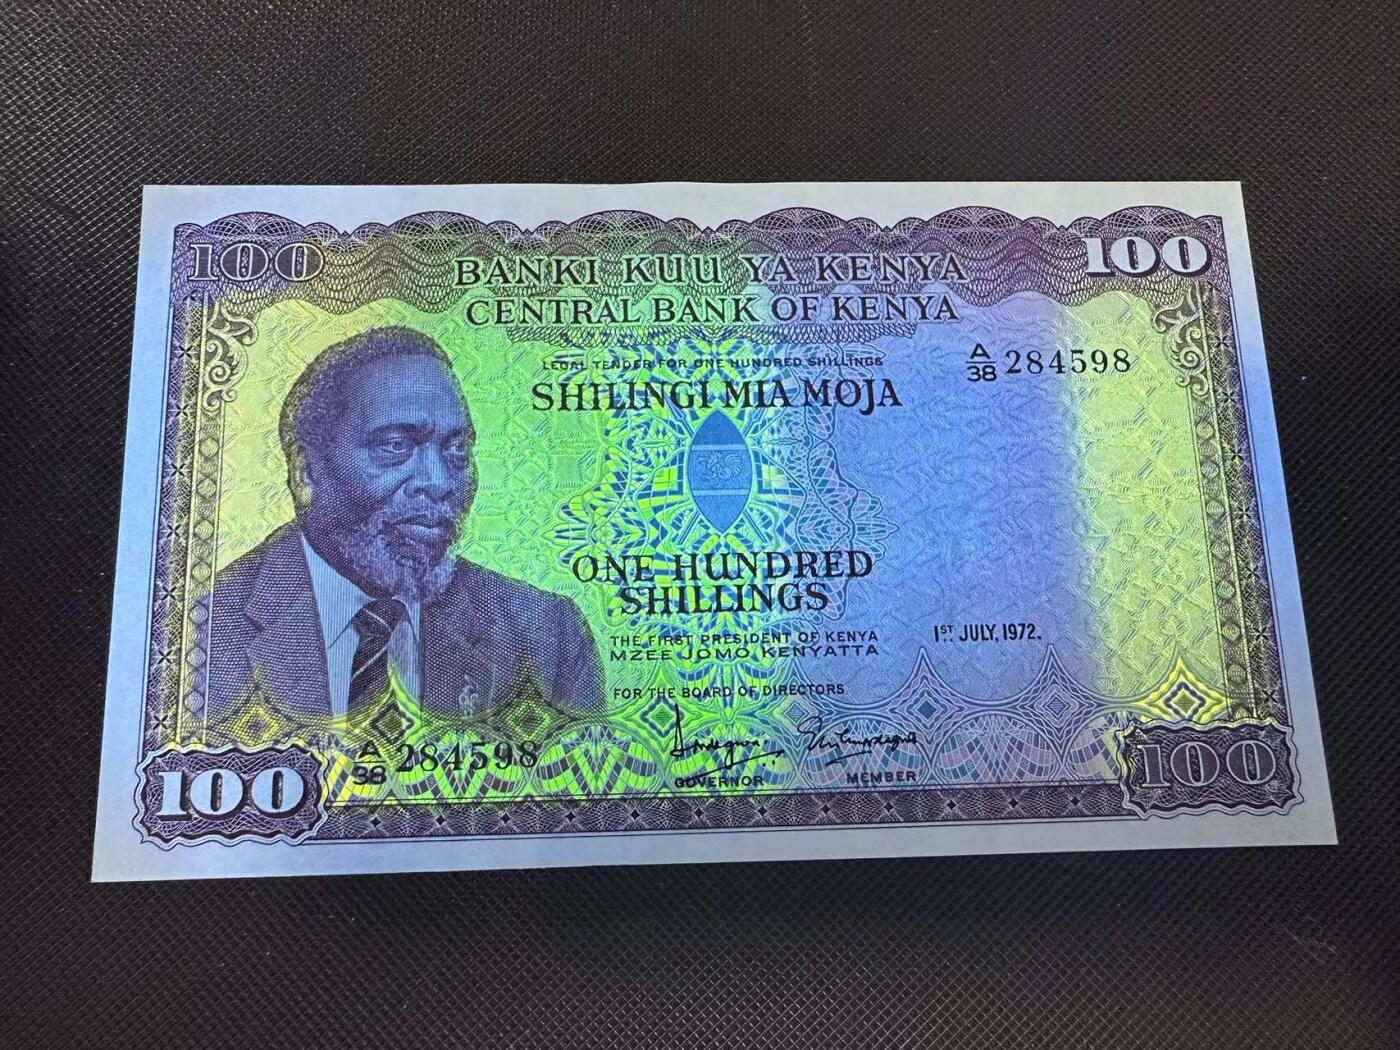 100
100
BANKI KUU YA KENYA
CENTRAL BANK OF KENYA
LEGAL TENDER FOR ONE HUNDRED SHILLINGS
SHILINGI MIA MOJA
A/38 284598
ONE HUNDRED
SHILLINGS
THE FIRST PRESIDENT OF KENYA
MZEE JOMO KENYATTA
1ST JULY, 1972.
FOR THE BOARD OF DIRECTORS
A/38 284598
GOVERNOR
MEMBER
100
100